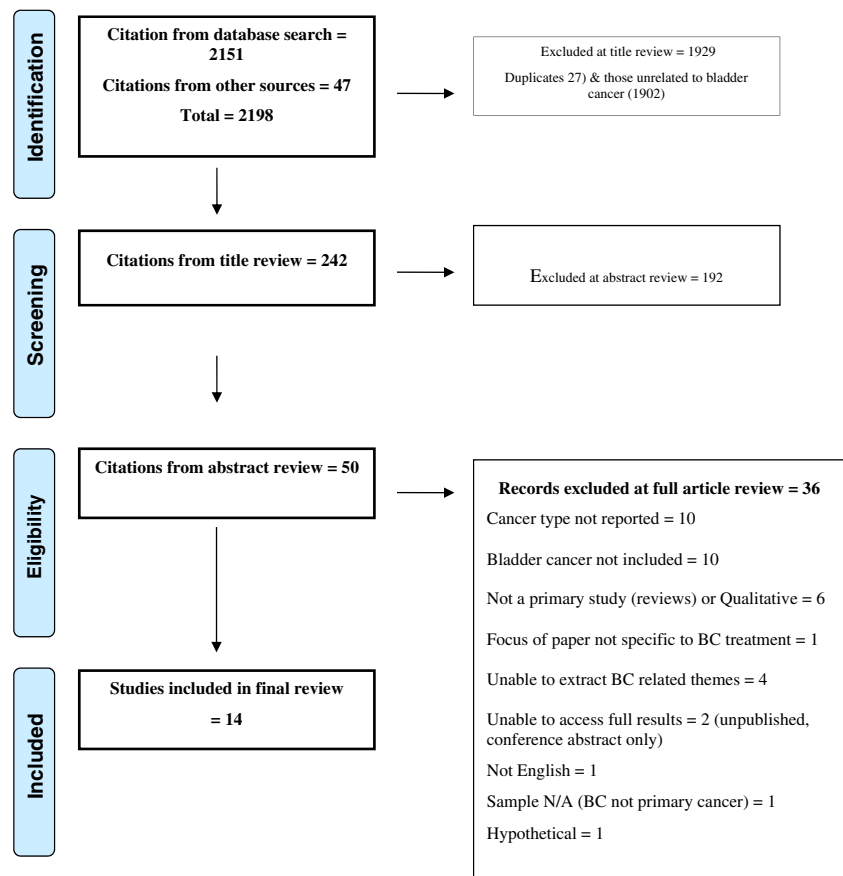 Identification
Citation from database search =
2151
Citations from other sources = 47
Total = 2198
Excluded at title review = 1929
Duplicates 27) & those unrelated to bladder
cancer (1902)
Screening
Citations from title review = 242
Excluded at abstract review = 192
Eligibility
Citations from abstract review = 50
Records excluded at full article review = 36
Cancer type not reported = 10
Bladder cancer not included = 10
Not a primary study (reviews) or Qualitative = 6
Focus of paper not specific to BC treatment = 1
Unable to extract BC related themes = 4
Unable to access full results = 2 (unpublished,
conference abstract only)
Not English = 1
Sample N/A (BC not primary cancer) = 1
Hypothetical = 1
Included
Studies included in final review
= 14